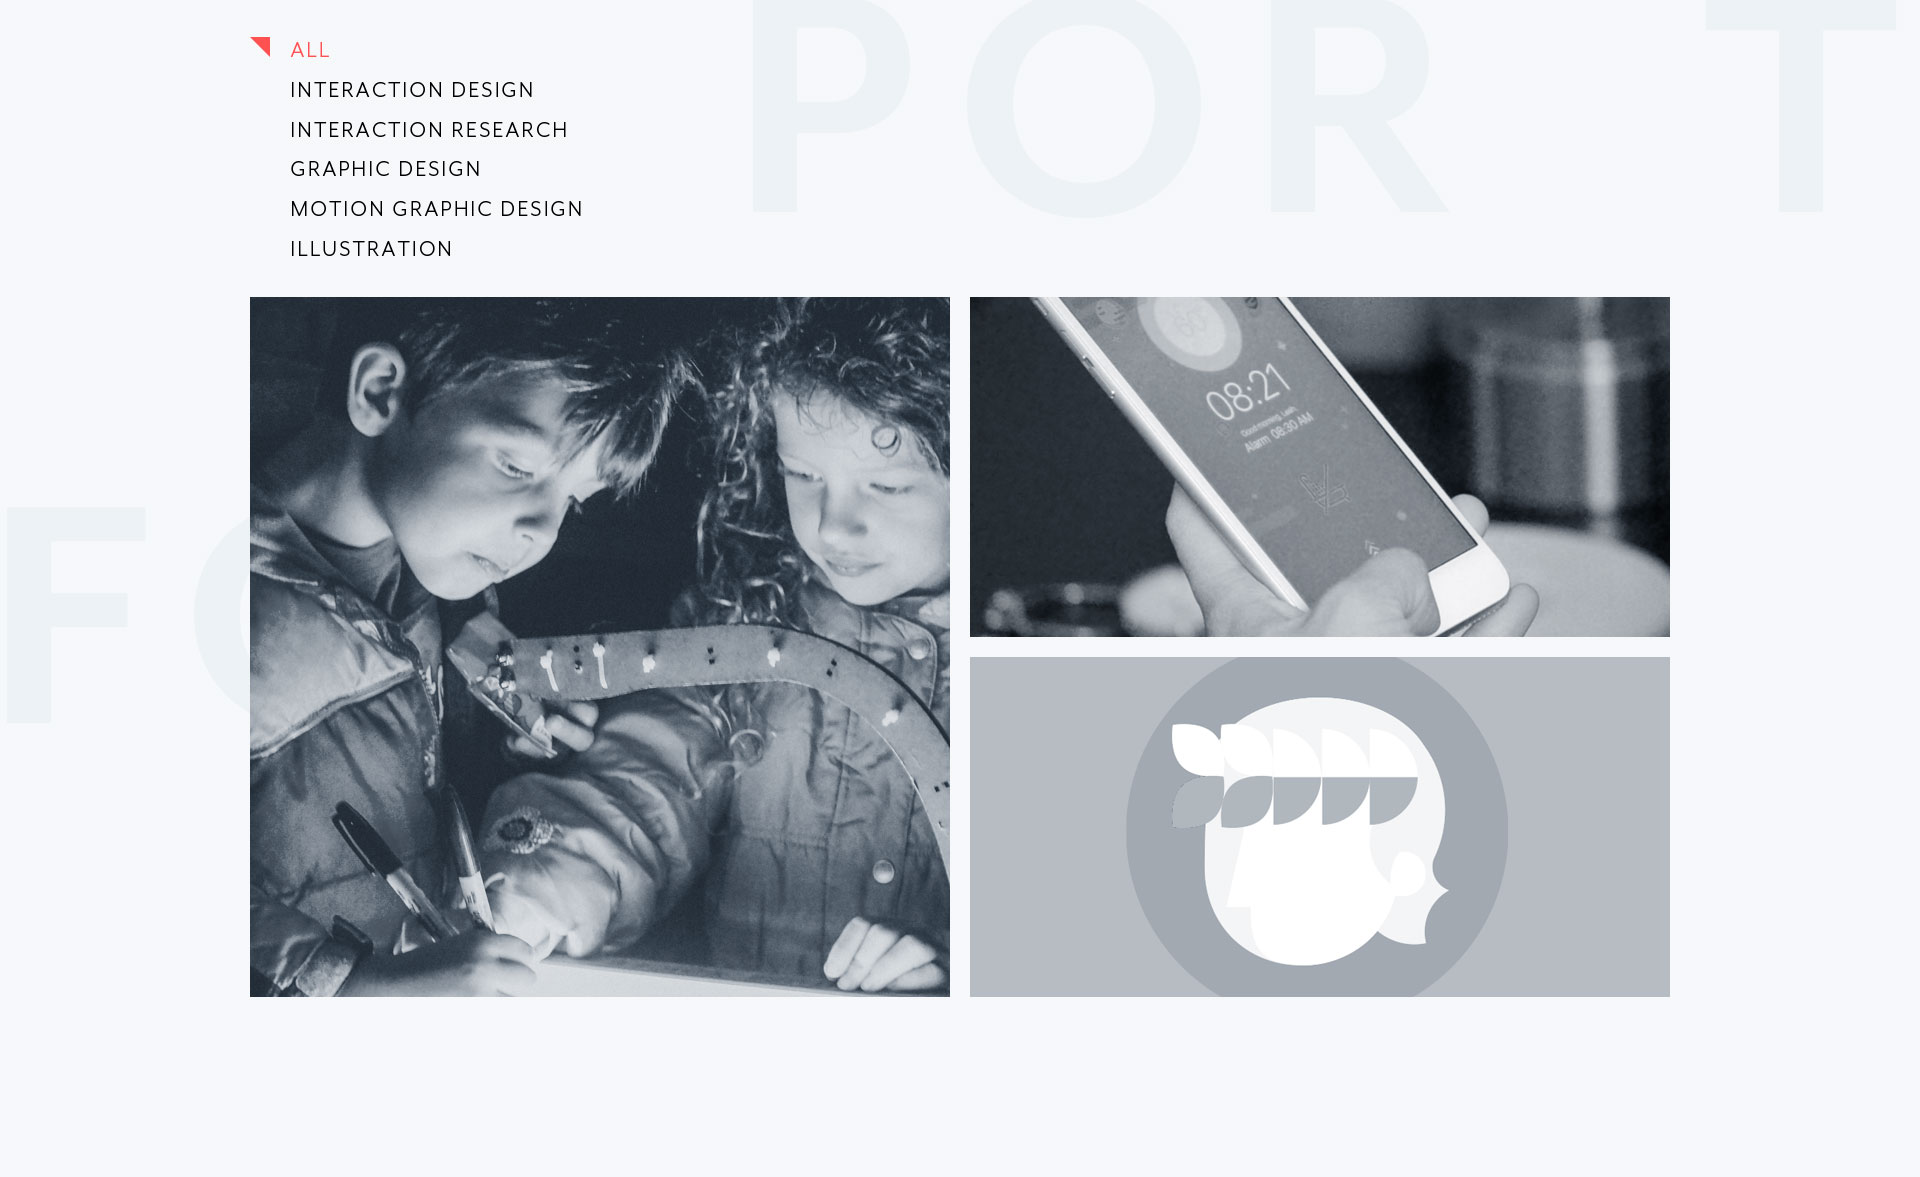 POR T
ALL
INTERACTION DESIGN
INTERACTION RESEARCH
GRAPHIC DESIGN
MOTION GRAPHIC DESIGN
ILLUSTRATION
08:21
Good morning, Leah
Alarm 08:30 AM
FO